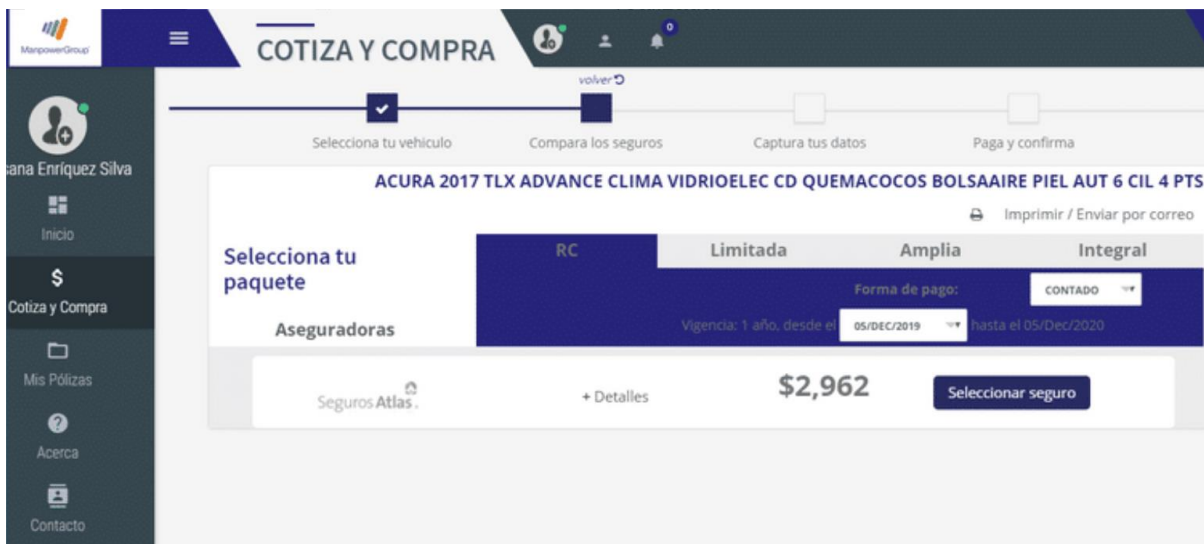 ManpowerGroup
COTIZA Y COMPRA
0
volver
Selecciona tu vehiculo
Compara los seguros
Captura tus datos
Paga y confirma
sana Enríquez Silva
Inicio
Cotiza y Compra
Mis Pólizas
Acerca
Contacto
ACURA 2017 TLX ADVANCE CLIMA VIDRIOELEC CD QUEMACOCOS BOLSAAIRE PIEL AUT 6 CIL 4 PTS
Imprimir / Enviar por correo
Selecciona tu
paquete
RC
Limitada
Amplia
Integral
Forma de pago:
CONTADO
Vigencia: 1 año, desde el 05/DEC/2019 hasta el 05/Dec/2020
Aseguradoras
Seguros Atlas.
+ Detalles
$2,962
Seleccionar seguro